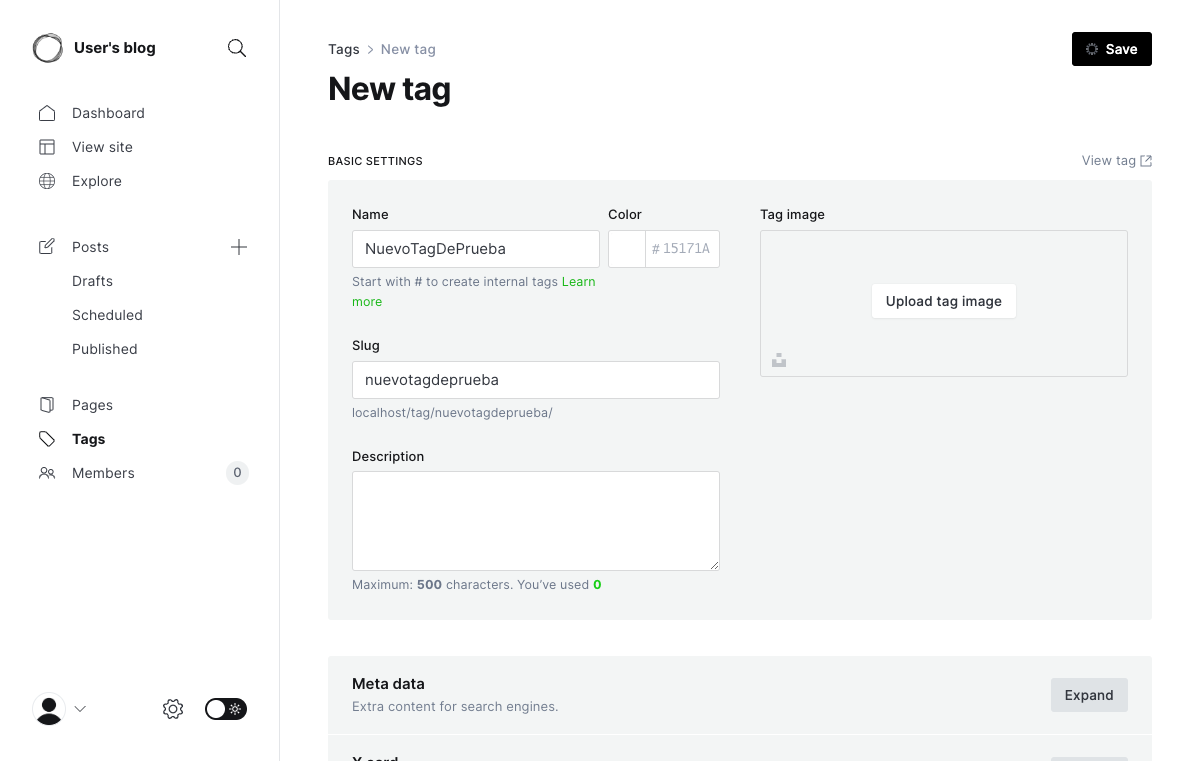 User's blog
Dashboard
View site
Explore
Posts
Drafts
Scheduled
Published
Pages
Tags
Members
0
Tags
New tag
Save
New tag
BASIC SETTINGS
View tag
Name
NuevoTagDePrueba
Start with # to create internal tags Learn
more
Color
# 15171A
Slug
nuevotagdeprueba
localhost/tag/nuevotagdeprueba/
Description
Maximum: 500 characters. You’ve used 0
Tag image
Upload tag image
Meta data
Extra content for search engines.
Expand
X card